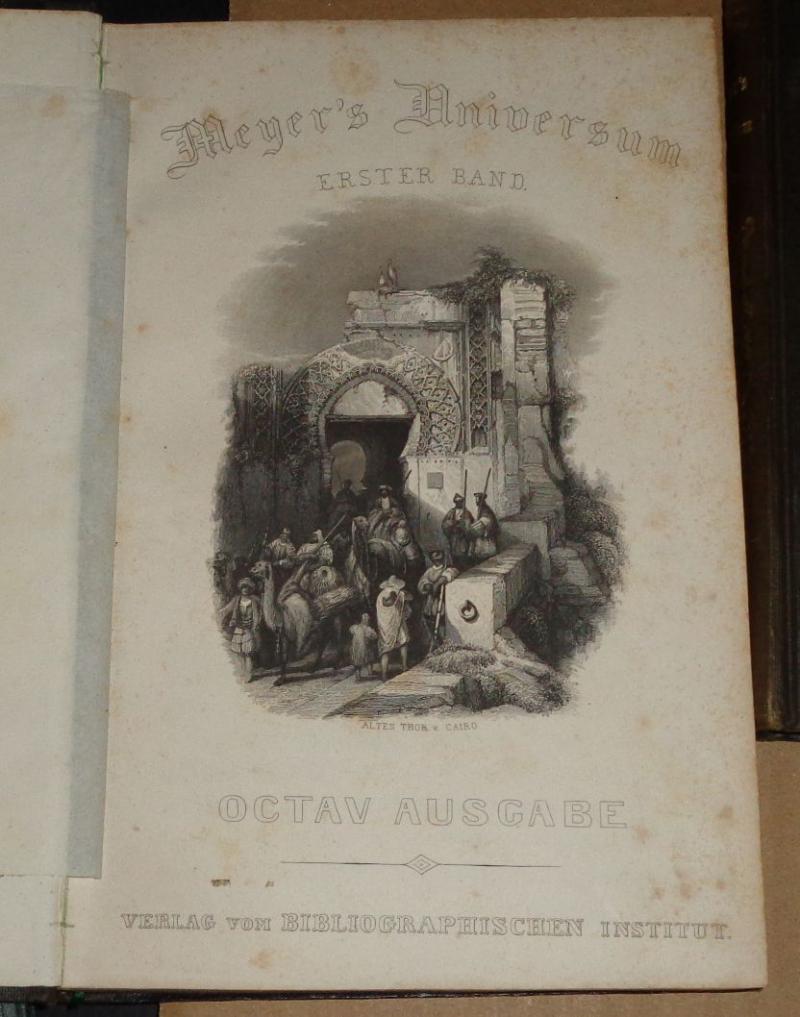 Meyer's Universum
ERSTER BAND.
ALTES THOR v. CAIRO
OCTAV AUSGABE
VERLAG VOM BIBLIOGRAPHISCHEN INSTITUT.